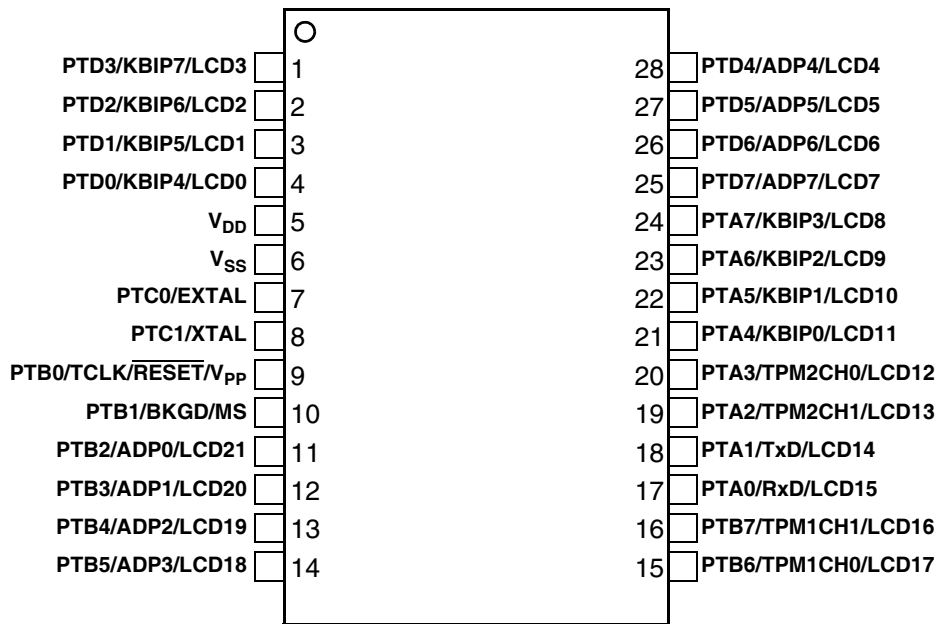 PTD3/KBIP7/LCD3 1 28 PTD4/ADP4/LCD4
PTD2/KBIP6/LCD2 2 27 PTD5/ADP5/LCD5
PTD1/KBIP5/LCD1 3 26 PTD6/ADP6/LCD6
PTD0/KBIP4/LCD0 4 25 PTD7/ADP7/LCD7
VDD 5 24 PTA7/KBIP3/LCD8
VSS 6 23 PTA6/KBIP2/LCD9
PTC0/EXTAL 7 22 PTA5/KBIP1/LCD10
PTC1/XTAL 8 21 PTA4/KBIP0/LCD11
PTB0/TCLK/RESET/VPP 9 20 PTA3/TPM2CH0/LCD12
PTB1/BKGD/MS 10 19 PTA2/TPM2CH1/LCD13
PTB2/ADP0/LCD21 11 18 PTA1/TxD/LCD14
PTB3/ADP1/LCD20 12 17 PTA0/RxD/LCD15
PTB4/ADP2/LCD19 13 16 PTB7/TPM1CH1/LCD16
PTB5/ADP3/LCD18 14 15 PTB6/TPM1CH0/LCD17